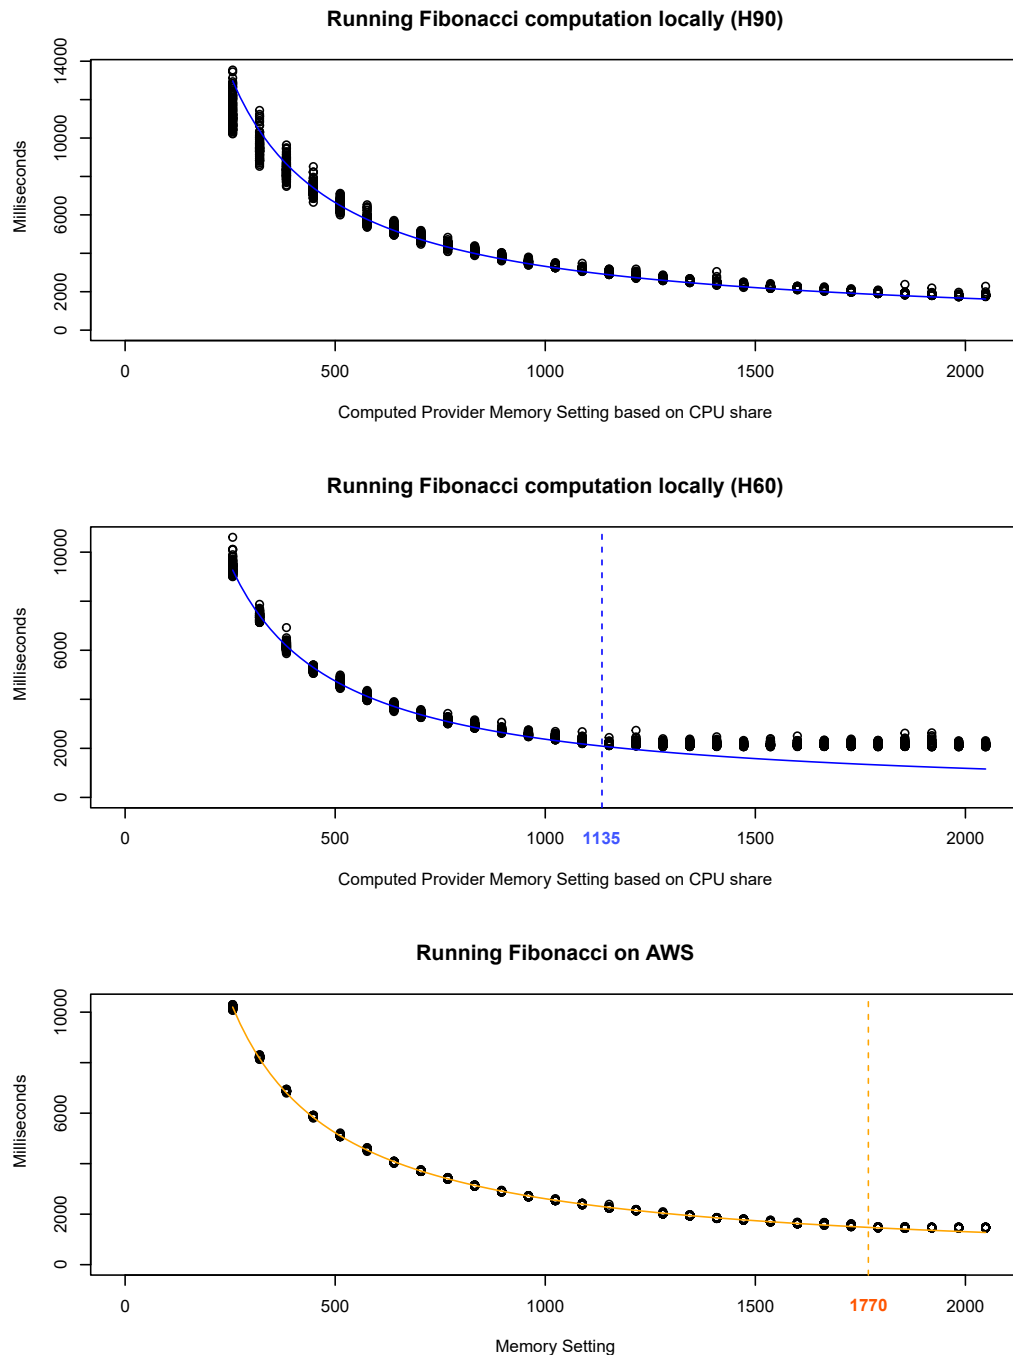 Running Fibonacci computation locally (H90)
Milliseconds
14000
10000
6000
2000
0
0 500 1000 1500 2000
Computed Provider Memory Setting based on CPU share
Running Fibonacci computation locally (H60)
Milliseconds
10000
6000
2000
0
0 500 1000 1135 1500 2000
Computed Provider Memory Setting based on CPU share
Running Fibonacci on AWS
Milliseconds
10000
6000
2000
0
0 500 1000 1500 1770 2000
Memory Setting